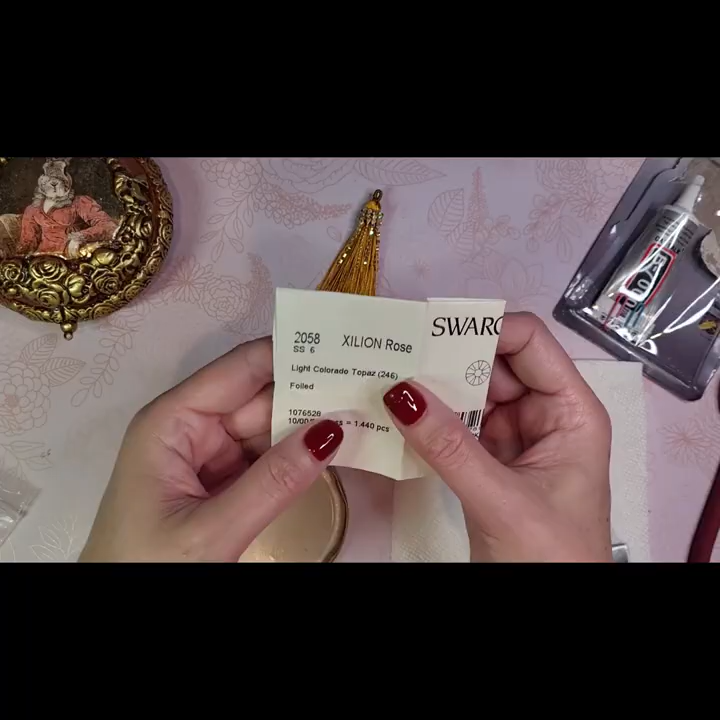 2058 XILION Rose
SS 6
Light Colorado Topaz (246)
Foiled
1076528
= 1.440 pcs
SWARO